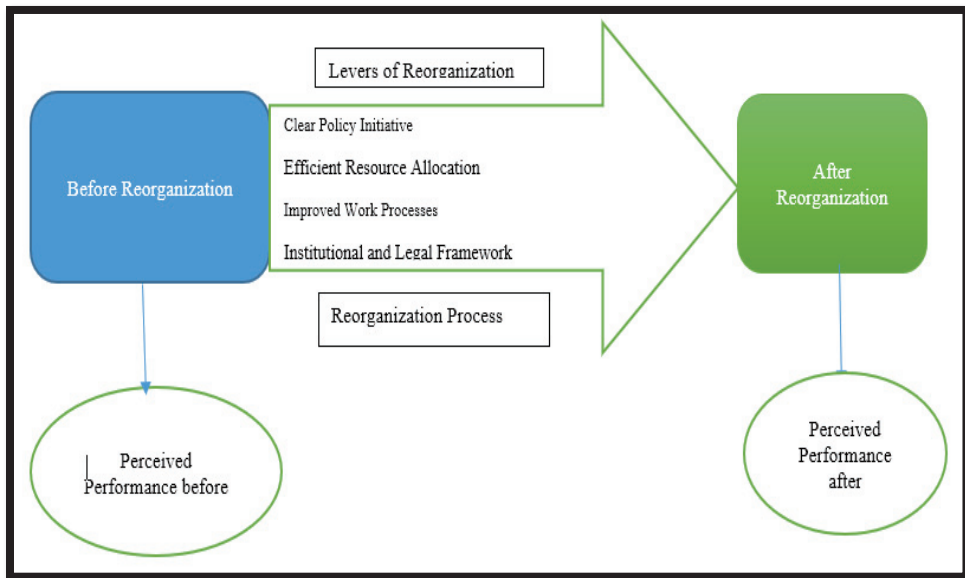 Levers of Reorganization
Before Reorganization
Clear Policy Initiative
Efficient Resource Allocation
Improved Work Processes
Institutional and Legal Framework
Reorganization Process
After
Reorganization
Perceived
Performance before
Perceived
Performance
after